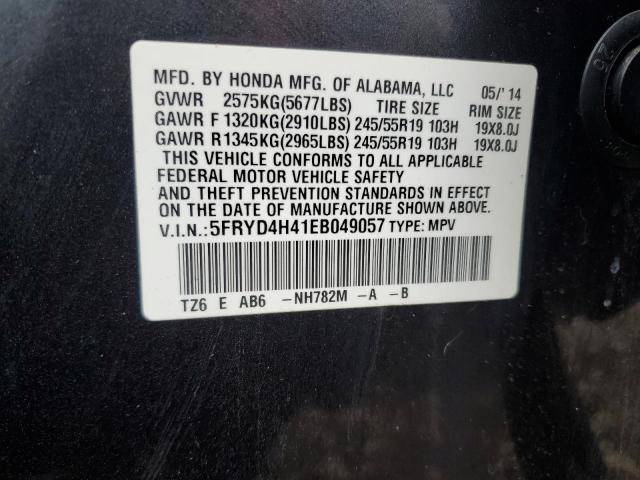 MFD. BY HONDA MFG. OF ALABAMA, LLC 05/'14
GVWR 2575KG(5677LBS) TIRE SIZE RIM SIZE
GAWR F 1320KG(2910LBS) 245/55R19 103H 19X8.0J
GAWR R1345KG(2965LBS) 245/55R19 103H 19X8.0J
THIS VEHICLE CONFORMS TO ALL APPLICABLE
FEDERAL MOTOR VEHICLE SAFETY
AND THEFT PREVENTION STANDARDS IN EFFECT
ON THE DATE OF MANUFACTURE SHOWN ABOVE.
V.I.N.: 5FRYD4H41EB049057 TYPE: MPV
TZ6 E AB6 -NH782M -A -B